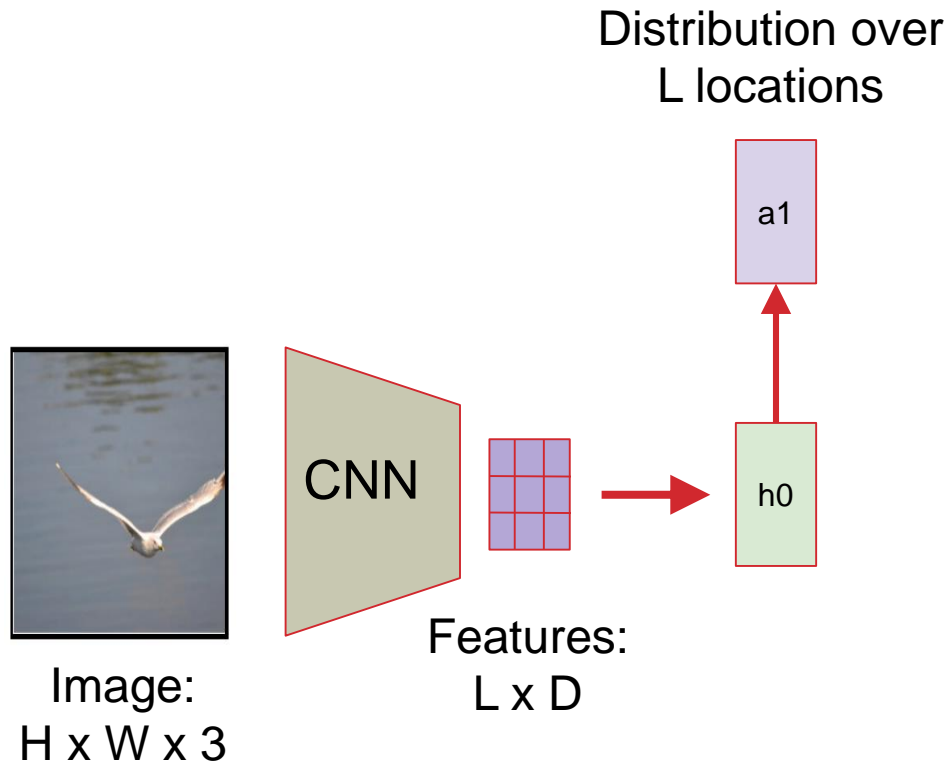 Distribution over
L locations
a1
CNN
h0
Features:
L x D
Image:
H x W x 3